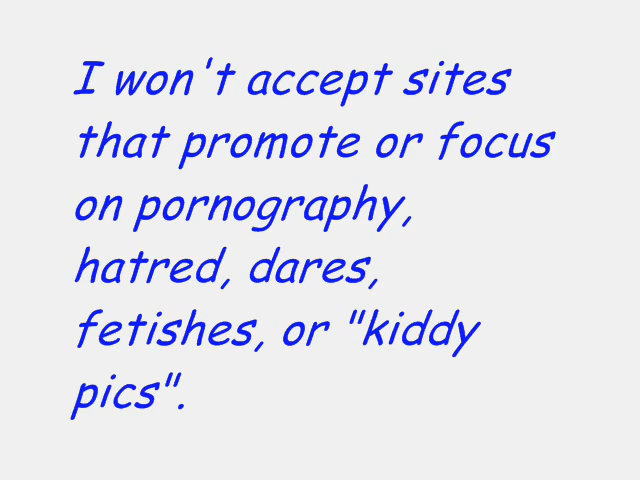 I won't accept sites
that promote or focus
on pornography,
hatred, dares,
fetishes, or "kiddy
pics".